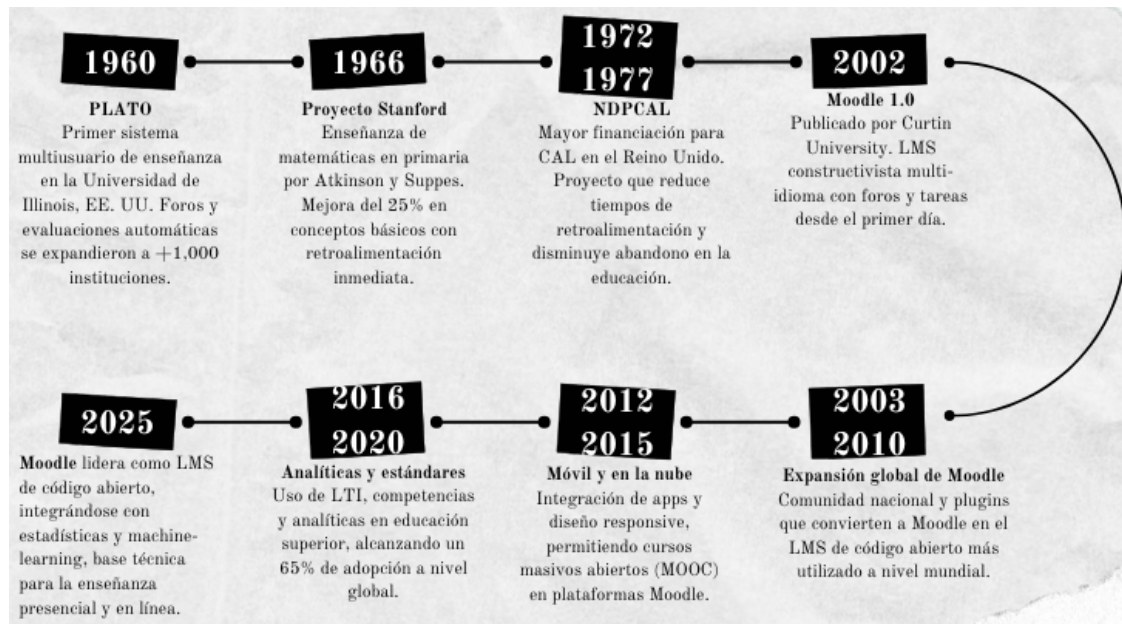 1960
PLATO
Primer sistema
multiusuario de enseñanza
en la Universidad de
Illinois, EE. UU. Foros y
evaluaciones automáticas
se expandieron a +1,000
instituciones.
1966
Proyecto Stanford
Enseñanza de
matemáticas en primaria
por Atkinson y Suppes.
Mejora del 25% en
conceptos básicos con
retroalimentación
inmediata.
1972
1977
NDPCAL
Mayor financiación para
CAL en el Reino Unido.
Proyecto que reduce
tiempos de
retroalimentación y
disminuye abandono en la
educación.
2002
Moodle 1.0
Publicado por Curtin
University. LMS
constructivista multi-
idioma con foros y tareas
desde el primer día.
2003
2010
Expansión global de Moodle
Comunidad nacional y plugins
que convierten a Moodle en el
LMS de código abierto más
utilizado a nivel mundial.
2012
2015
Móvil y en la nube
Integración de apps y
diseño responsive,
permitiendo cursos
masivos abiertos (MOOC)
en plataformas Moodle.
2016
2020
Analíticas y estándares
Uso de LTI, competencias
y analíticas en educación
superior, alcanzando un
65% de adopción a nivel
global.
2025
Moodle lidera como LMS
de código abierto,
integrándose con
estadísticas y machine-
learning, base técnica
para la enseñanza
presencial y en línea.